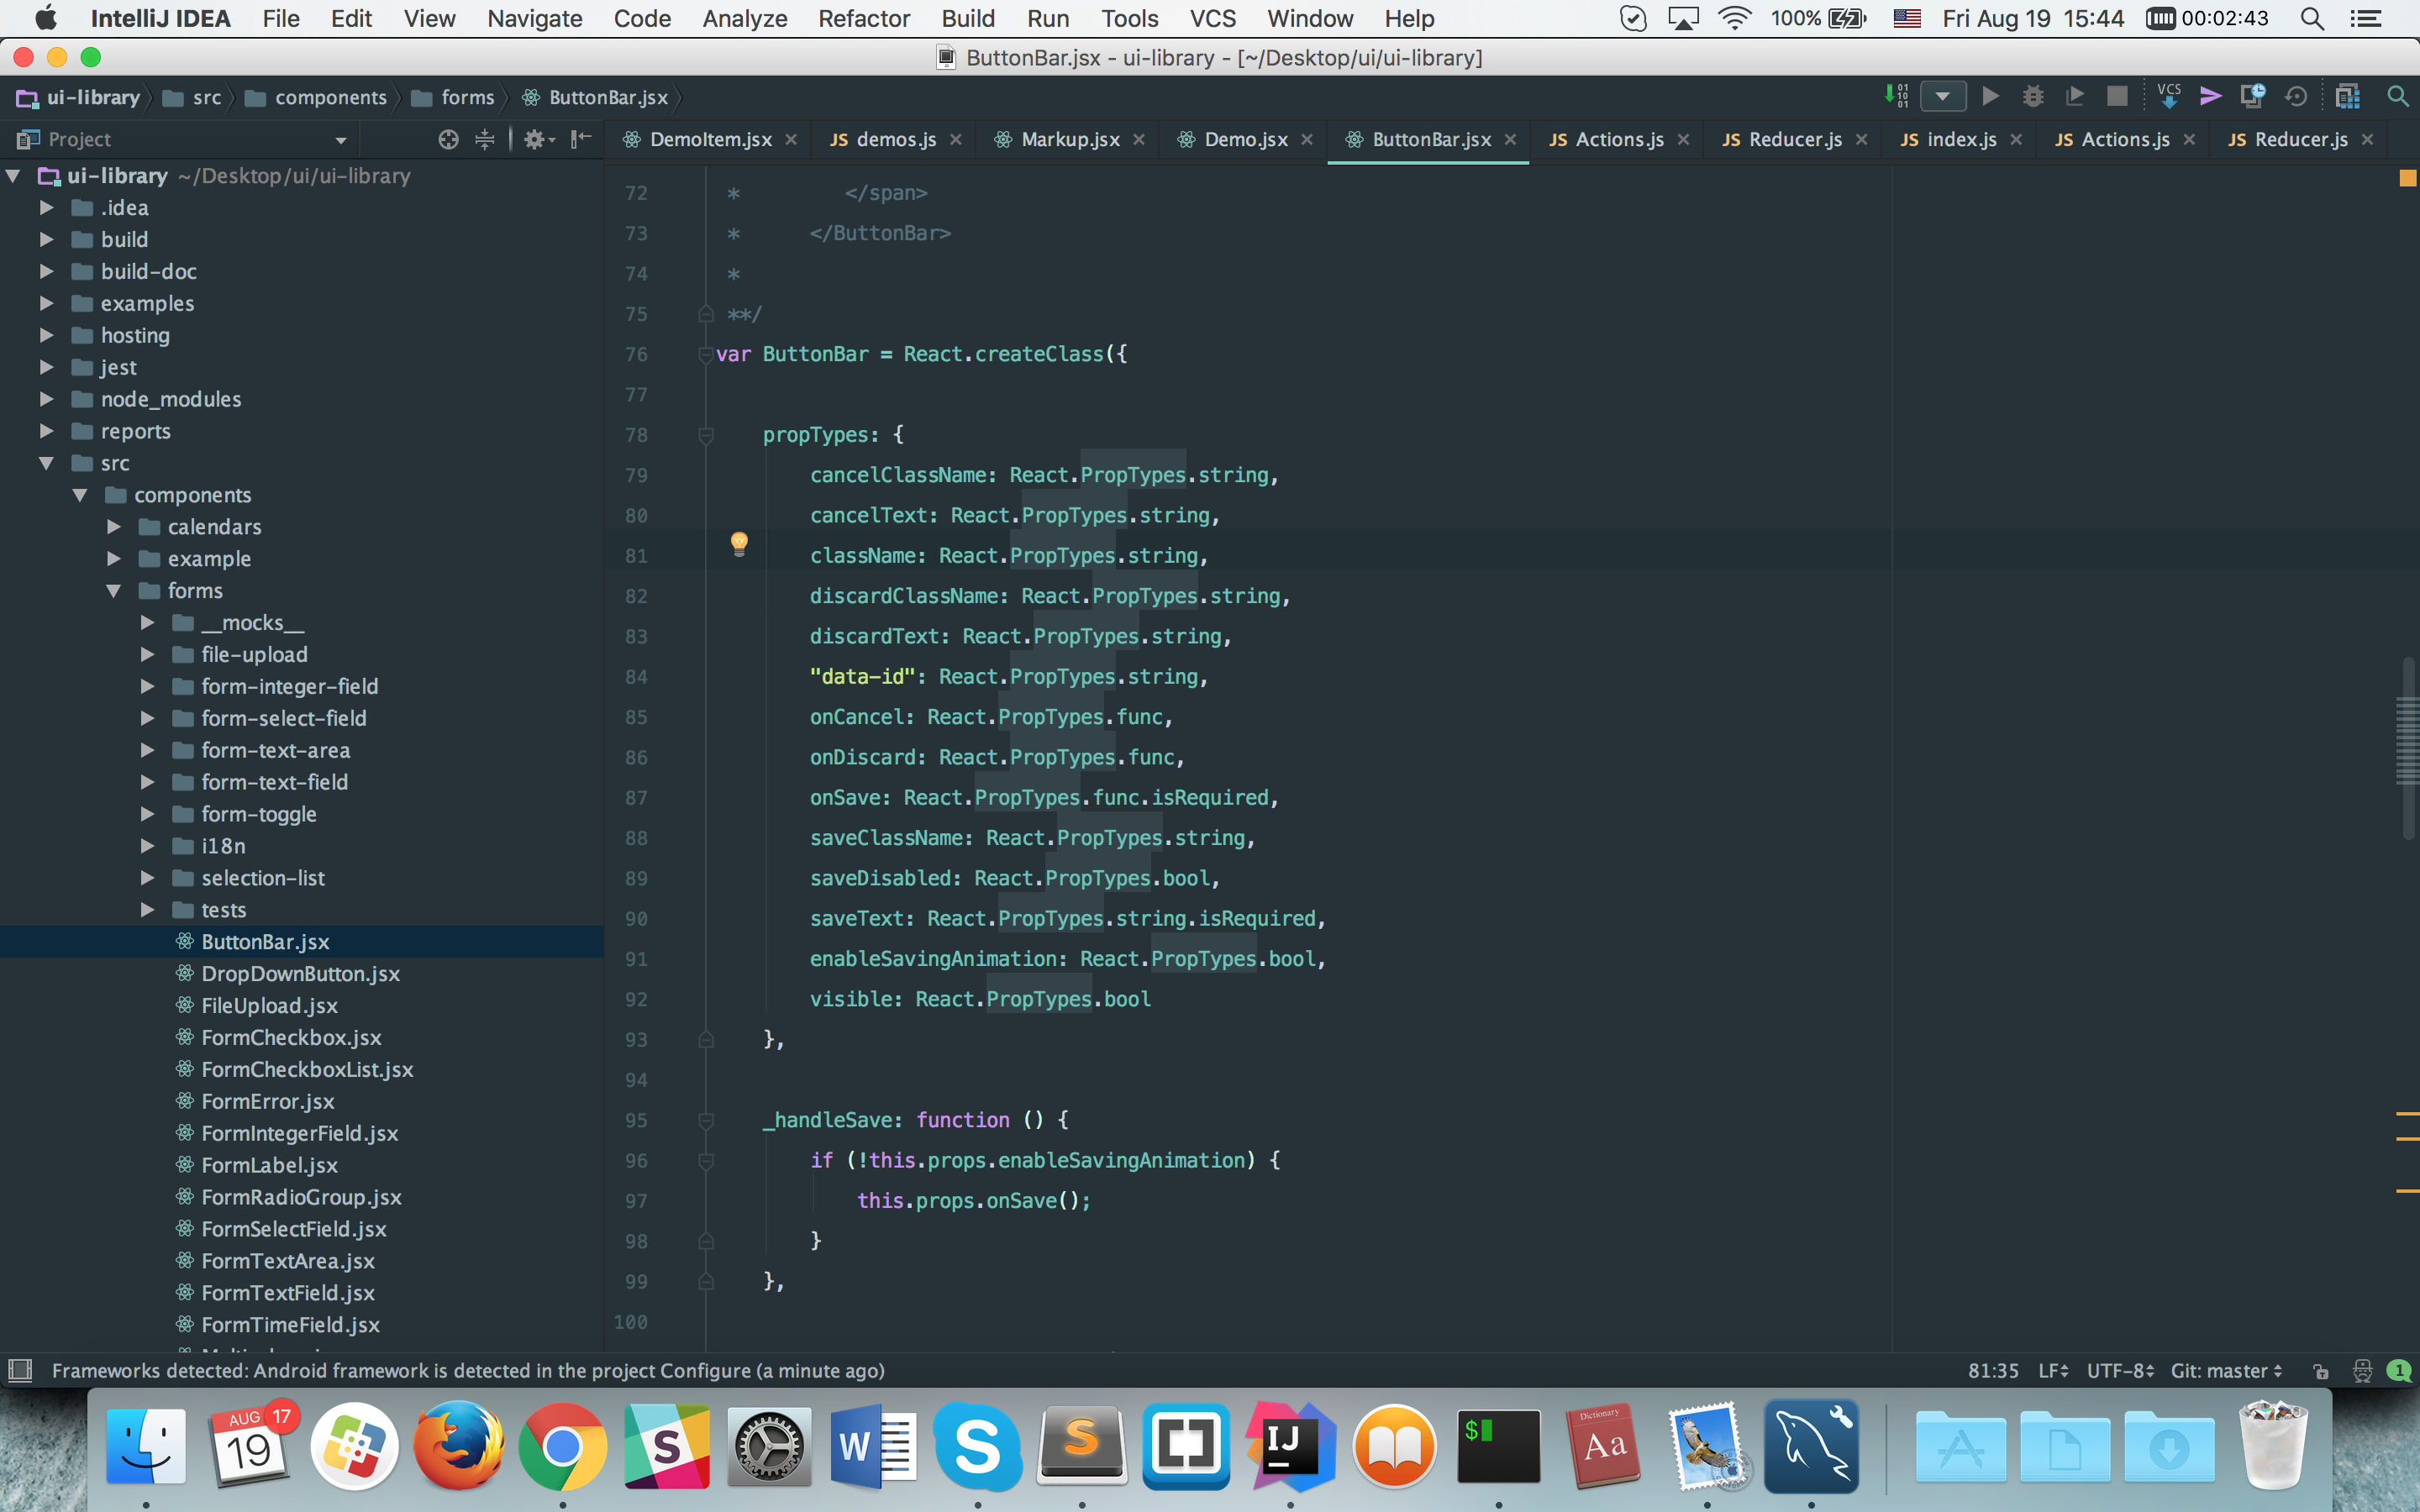 IntelliJ IDEA File Edit View Navigate Code Analyze Refactor Build Run Tools VCS Window Help 100% Fri Aug 19 15:44 00:02:43
ButtonBar.jsx - ui-library - [~/Desktop/ui/ui-library]
ui-library src components forms ButtonBar.jsx
VCS
Project
DemoItem.jsx JS demos.js Markup.jsx Demo.jsx ButtonBar.jsx JS Actions.js JS Reducer.js JS index.js JS Actions.js JS Reducer.js
ui-library ~/Desktop/ui/ui-library
.idea
build
build-doc
examples
hosting
jest
node_modules
reports
src
components
calendars
example
forms
__mocks__
file-upload
form-integer-field
form-select-field
form-text-area
form-text-field
form-toggle
i18n
selection-list
tests
ButtonBar.jsx
DropDownButton.jsx
FileUpload.jsx
FormCheckbox.jsx
FormCheckboxList.jsx
FormError.jsx
FormIntegerField.jsx
FormLabel.jsx
FormRadioGroup.jsx
FormSelectField.jsx
FormTextArea.jsx
FormTextField.jsx
FormTimeField.jsx
72 * </span>
73 * </ButtonBar>
74 *
75 **/
76 var ButtonBar = React.createClass({
77
78 propTypes: {
79 cancelClassName: React.PropTypes.string,
80 cancelText: React.PropTypes.string,
81 className: React.PropTypes.string,
82 discardClassName: React.PropTypes.string,
83 discardText: React.PropTypes.string,
84 "data-id": React.PropTypes.string,
85 onCancel: React.PropTypes.func,
86 onDiscard: React.PropTypes.func,
87 onSave: React.PropTypes.func.isRequired,
88 saveClassName: React.PropTypes.string,
89 saveDisabled: React.PropTypes.bool,
90 saveText: React.PropTypes.string.isRequired,
91 enableSavingAnimation: React.PropTypes.bool,
92 visible: React.PropTypes.bool
93 },
94
95 _handleSave: function () {
96 if (!this.props.enableSavingAnimation) {
97 this.props.onSave();
98 }
99 },
100
Frameworks detected: Android framework is detected in the project Configure (a minute ago) 81:35 LF UTF-8 Git: master 1
AUG 17
19
S
W
S
S
IJ
$
Dictionary
Aa